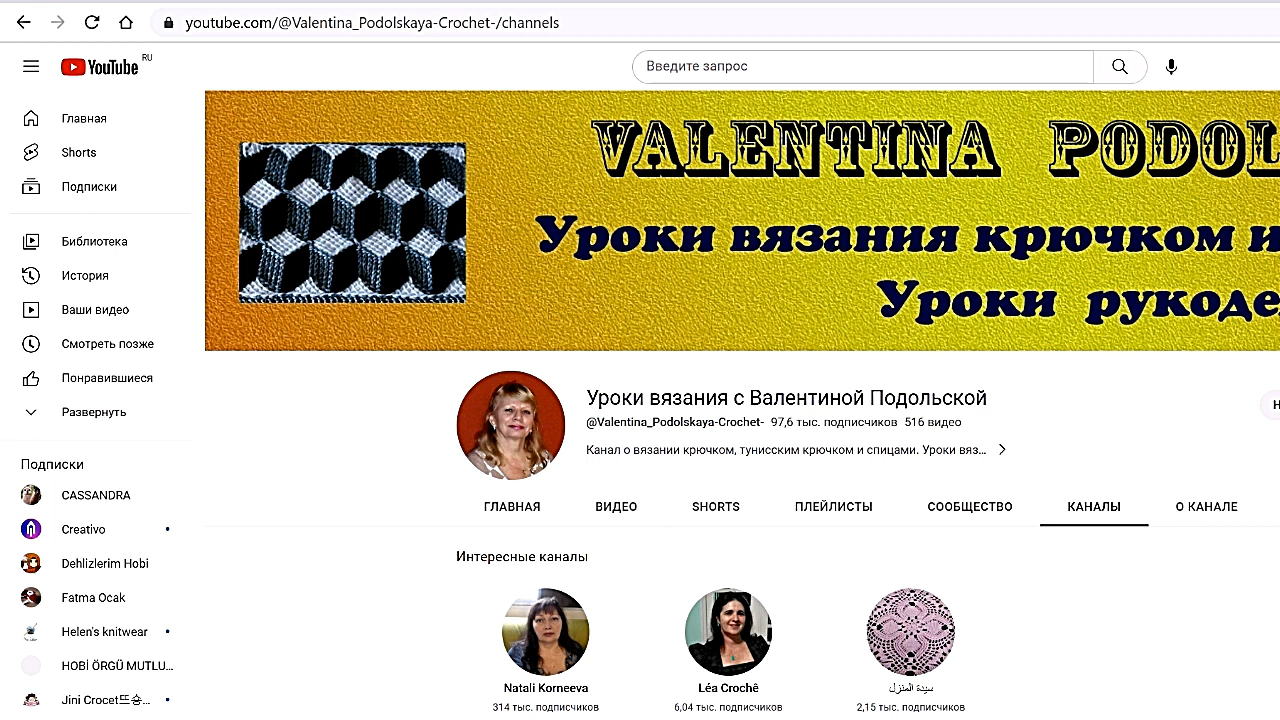 youtube.com/@Valentina_Podolskaya-Crochet-/channels
YouTube RU
Введите запрос
Главная
Shorts
Подписки
Библиотека
История
Ваши видео
Смотреть позже
Понравившиеся
Развернуть
Подписки
CASSANDRA
Creativo
Dehlizlerim Hobi
Fatma Ocak
Helen's knitwear
HOBİ ÖRGÜ MUTLU...
Jini Crocet뜨숑...
VALENTINA PODOL
Уроки вязания крючком и
Уроки рукоде
Уроки вязания с Валентиной Подольской
@Valentina_Podolskaya-Crochet- 97,6 тыс. подписчиков 516 видео
Канал о вязании крючком, тунисским крючком и спицами. Уроки вяз...
Н
ГЛАВНАЯ ВИДЕО SHORTS ПЛЕЙЛИСТЫ СООБЩЕСТВО КАНАЛЫ О КАНАЛЕ
Интересные каналы
Natali Korneeva Léa Crochê سيدة المنزل
314 тыс. подписчиков 6,04 тыс. подписчиков 2,15 тыс. подписчиков